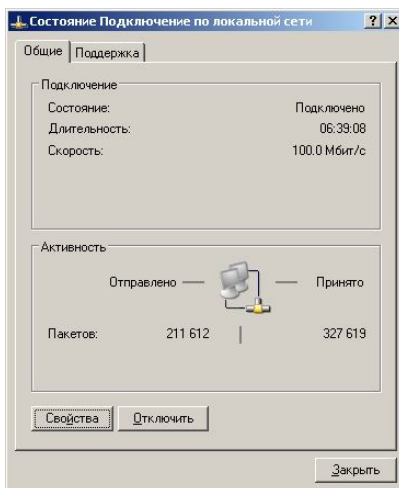 Состояние Подключение по локальной сети
Общие Поддержка
Подключение
Состояние: Подключено
Длительность: 06:39:08
Скорость: 100.0 Мбит/с
Активность
Отправлено — — Принято
Пакетов: 211 612 | 327 619
Свойства Отключить
Закрыть